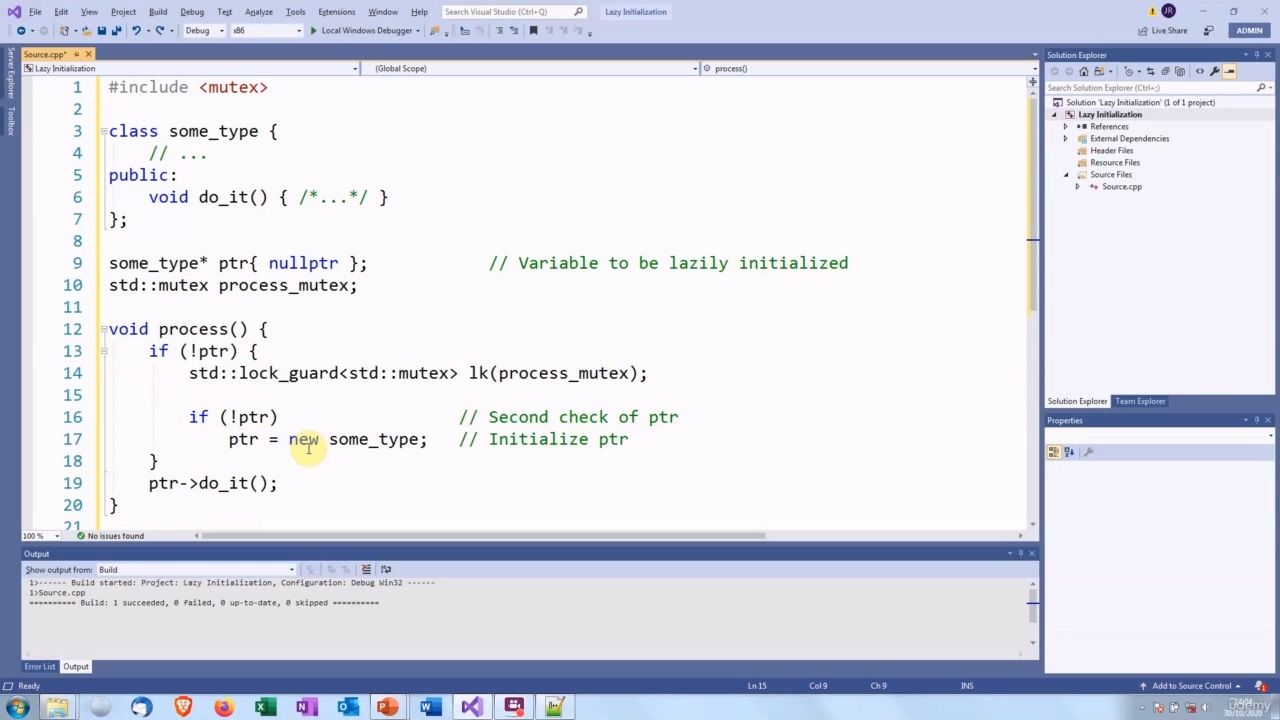 File Edit View Project Build Debug Test Analyze Tools Extensions Window Help Search Visual Studio (Ctrl+Q) Lazy Initialization JR
Debug x86 Local Windows Debugger Live Share ADMIN
Server Explorer
Toolbox
Source.cpp*
Lazy Initialization (Global Scope) process()
1 #include <mutex>
2
3 class some_type {
4 // ...
5 public:
6 void do_it() { /*...*/ }
7 };
8
9 some_type* ptr{ nullptr }; // Variable to be lazily initialized
10 std::mutex process_mutex;
11
12 void process() {
13 if (!ptr) {
14 std::lock_guard<std::mutex> lk(process_mutex);
15
16 if (!ptr) // Second check of ptr
17 ptr = new some_type; // Initialize ptr
18 }
19 ptr->do_it();
20 }
21
100 % No issues found
Output
Show output from: Build
1>------ Build started: Project: Lazy Initialization, Configuration: Debug Win32 ------
1>Source.cpp
========== Build: 1 succeeded, 0 failed, 0 up-to-date, 0 skipped ==========
Error List Output
Solution Explorer
Search Solution Explorer (Ctrl+;)
Solution 'Lazy Initialization' (1 of 1 project)
Lazy Initialization
References
External Dependencies
Header Files
Resource Files
Source Files
Source.cpp
Solution Explorer Team Explorer
Properties
Ready Ln 15 Col 9 Ch 9 INS Add to Source Control 1
30/10/2020
udemy